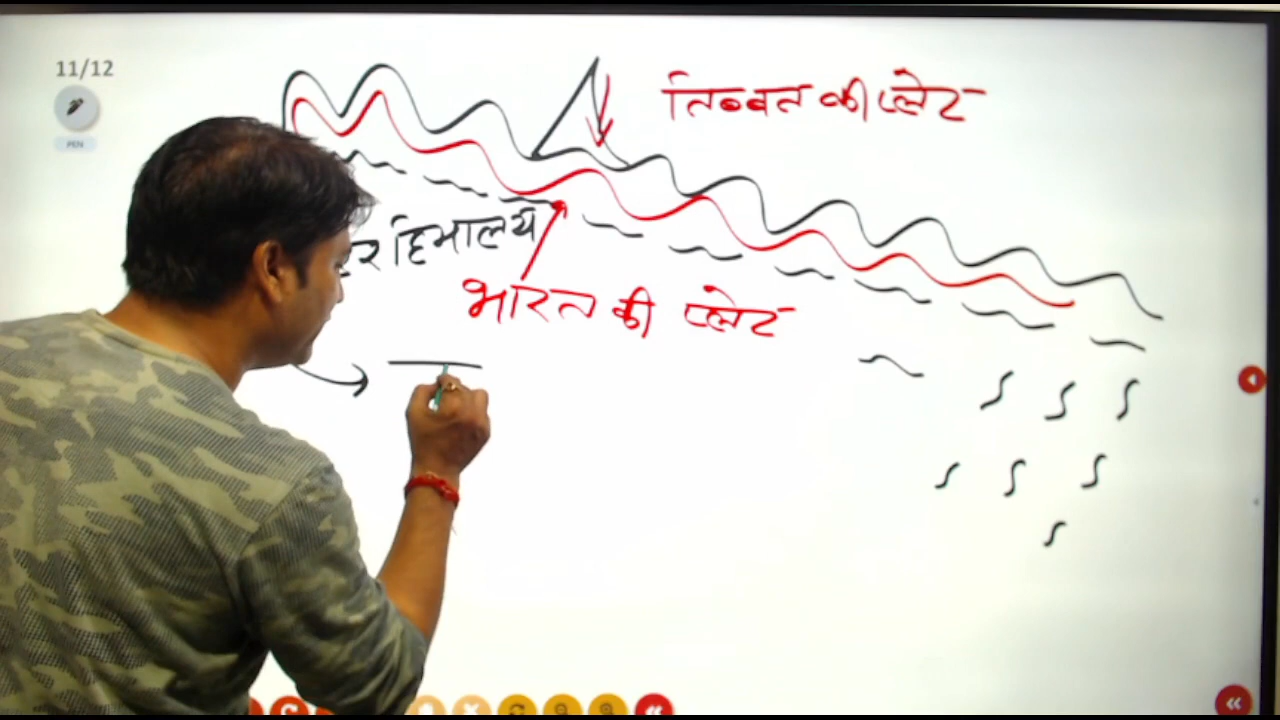 11/12
PEN
तिब्बत की प्लेट
हिमालय
भारत की प्लेट